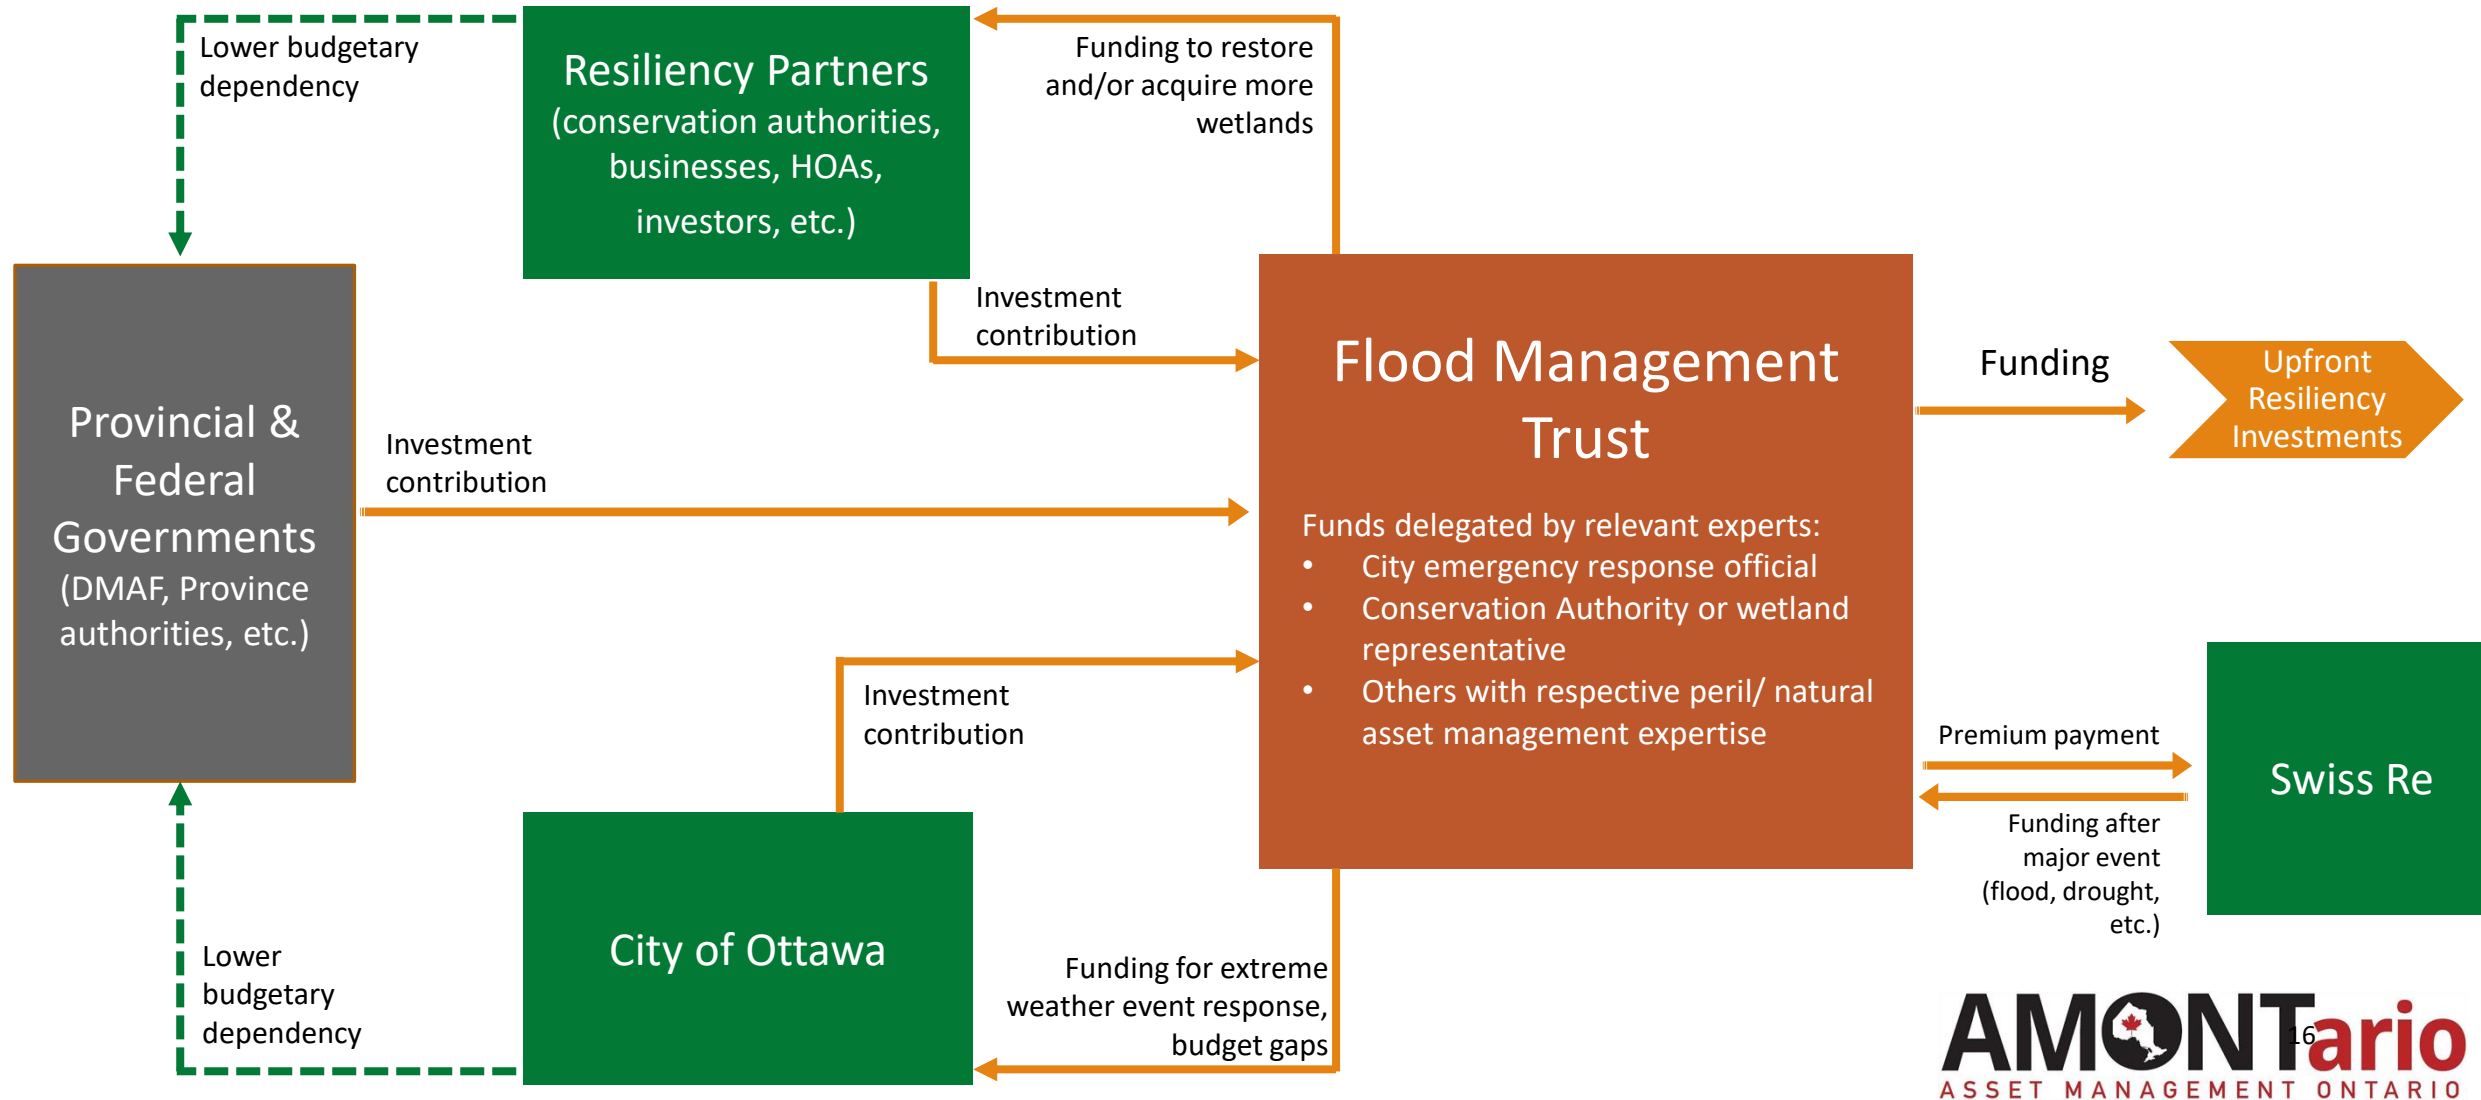 Lower budgetary
dependency
Resiliency Partners
(conservation authorities,
businesses, HOAs,
investors, etc.)
Funding to restore
and/or acquire more
wetlands
Investment
contribution
Provincial &
Federal
Governments
(DMAF, Province
authorities, etc.)
Investment
contribution
Flood Management
Trust
Funds delegated by relevant experts:
• City emergency response official
• Conservation Authority or wetland
representative
• Others with respective peril/ natural
asset management expertise
Funding
Upfront
Resiliency
Investments
Investment
contribution
Premium payment
Swiss Re
Funding after
major event
(flood, drought,
etc.)
City of Ottawa
Lower
budgetary
dependency
Funding for extreme
weather event response,
budget gaps
16
AMONTario
ASSET MANAGEMENT ONTARIO